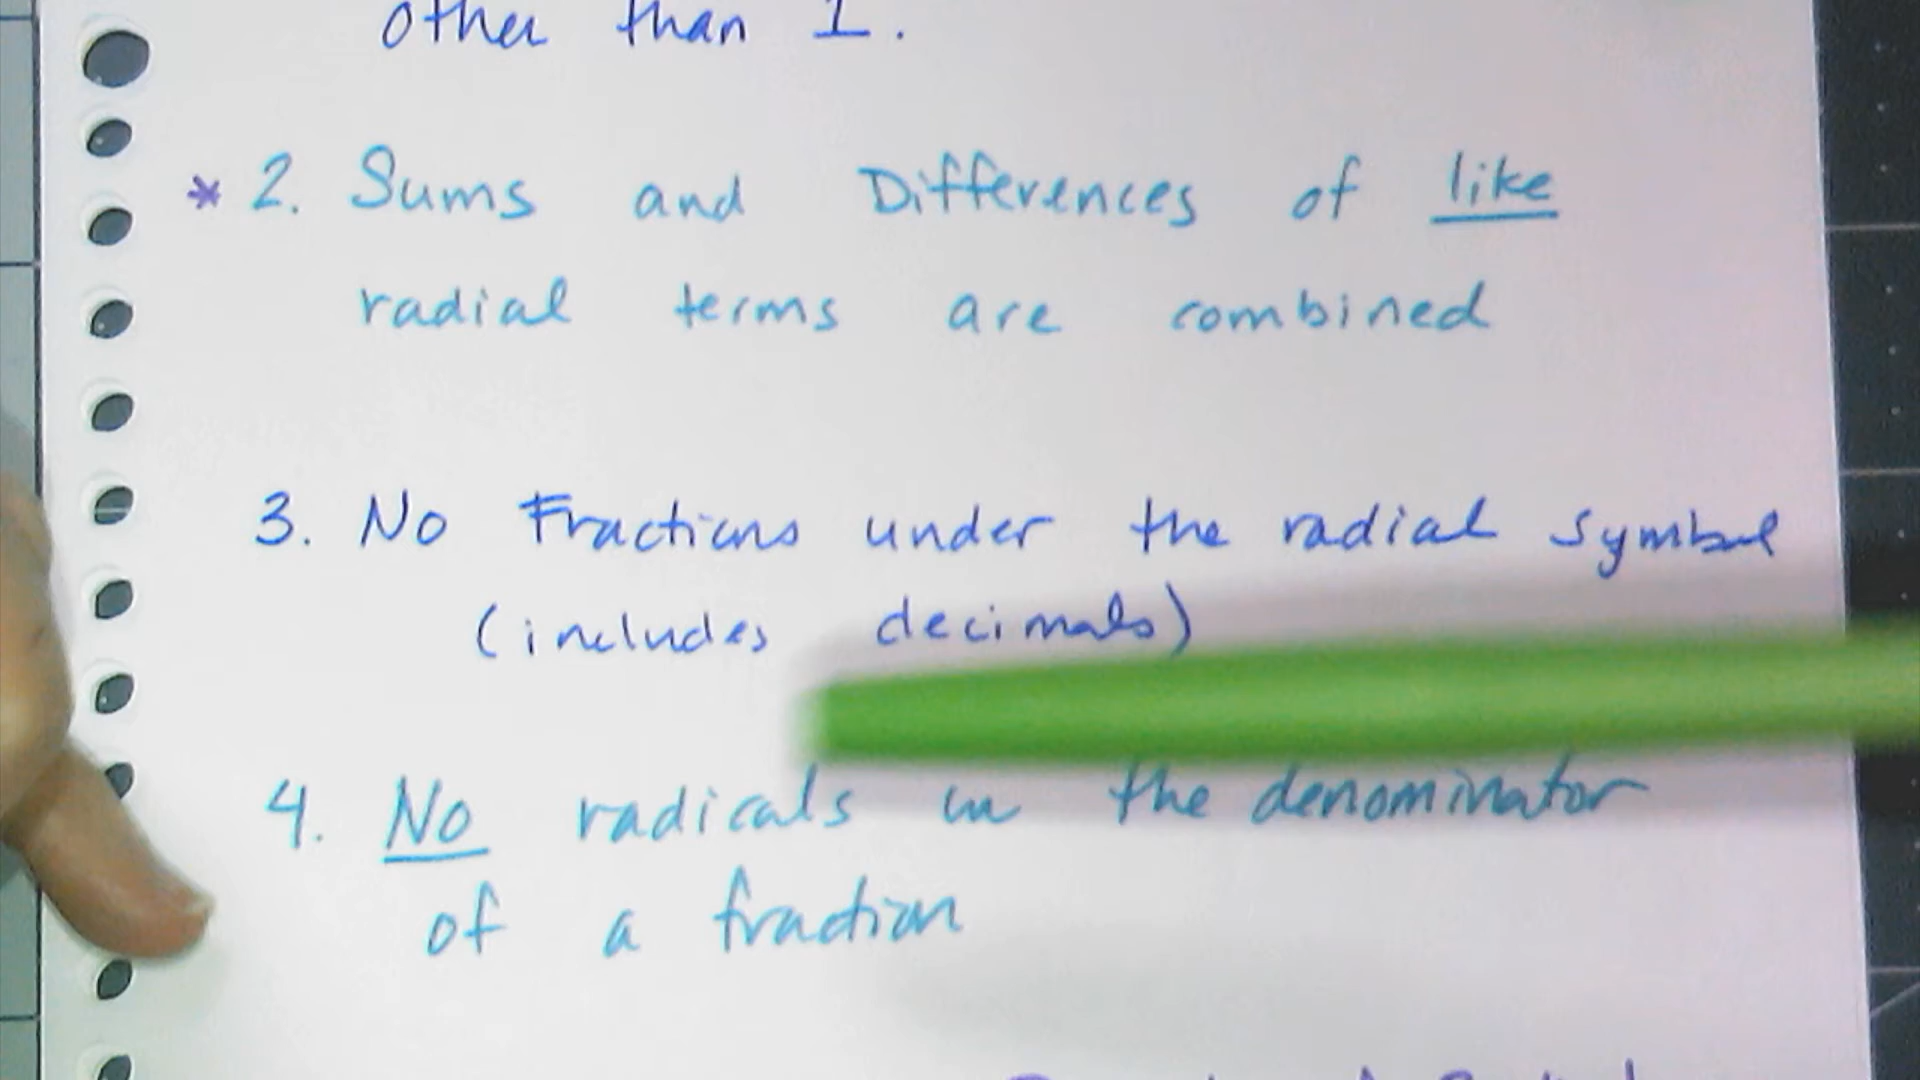 other than 1.
* 2. Sums and Differences of like
radial terms are combined
3. No Fractions under the radial symbol
(includes decimals)
4. No radicals in the denominator
of a fraction